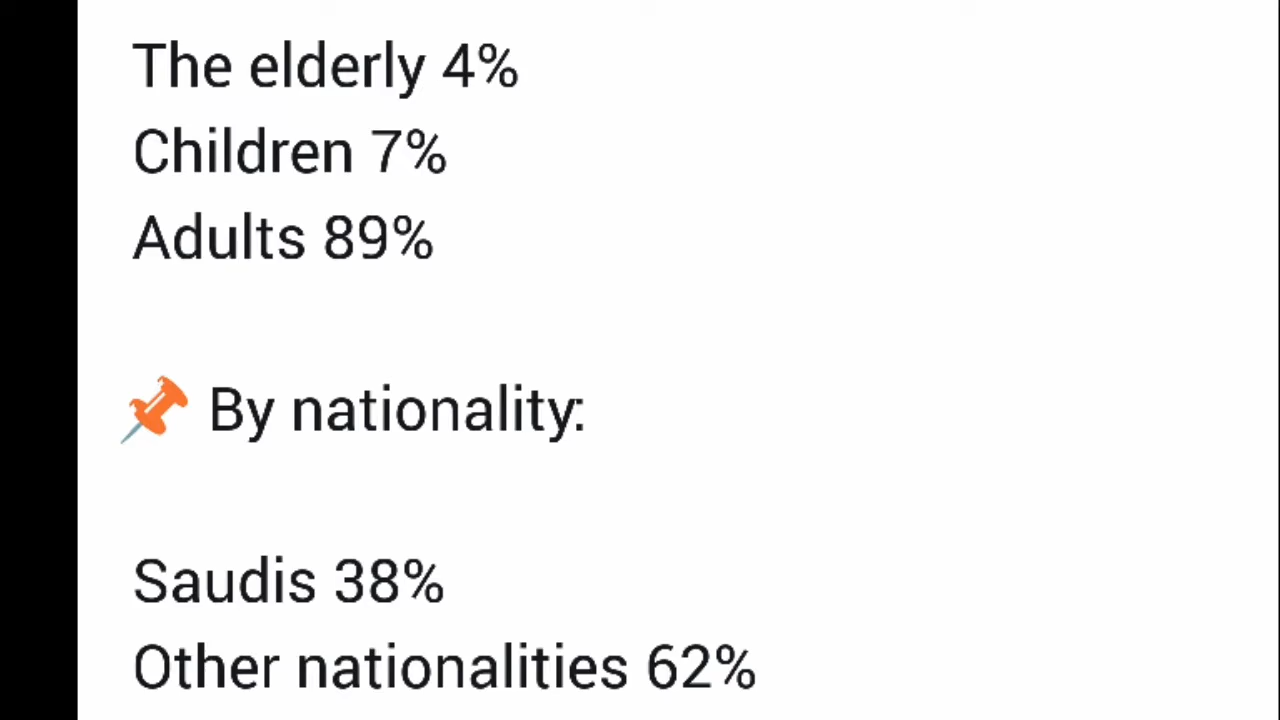 The elderly 4%
Children 7%
Adults 89%
📌 By nationality:
Saudis 38%
Other nationalities 62%